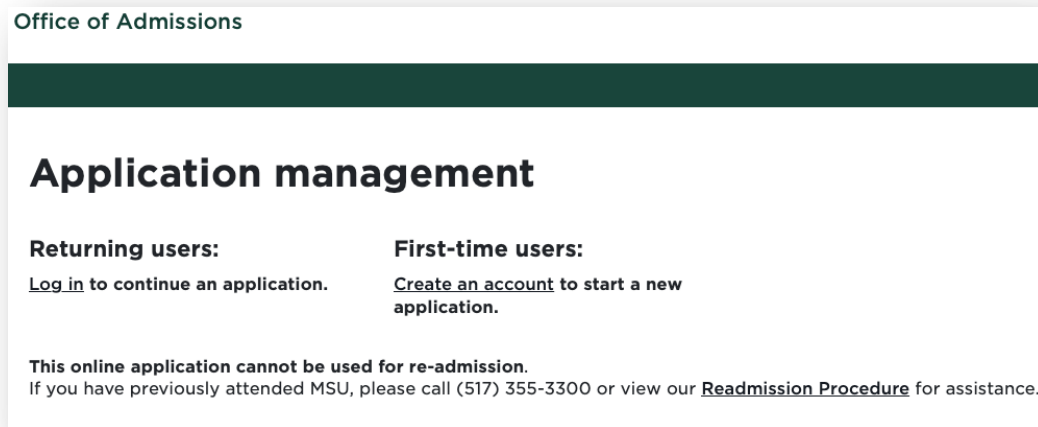 Office of Admissions
Application management
Returning users:
Log in to continue an application.
First-time users:
Create an account to start a new
application.
This online application cannot be used for re-admission.
If you have previously attended MSU, please call (517) 355-3300 or view our Readmission Procedure for assistance.